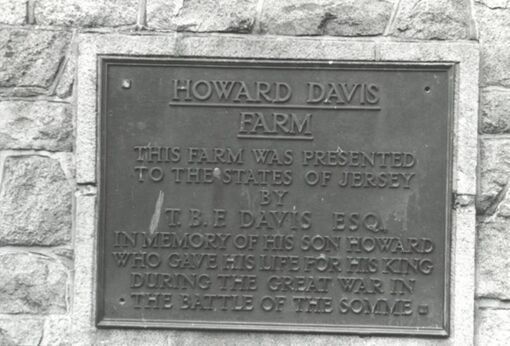 HOWARD DAVIS
FARM
THIS FARM WAS PRESENTED
TO THE STATES OF JERSEY
BY
T. B. F. DAVIS ESQ.
IN MEMORY OF HIS SON HOWARD
WHO GAVE HIS LIFE FOR HIS KING
DURING THE GREAT WAR IN
THE BATTLE OF THE SOMME